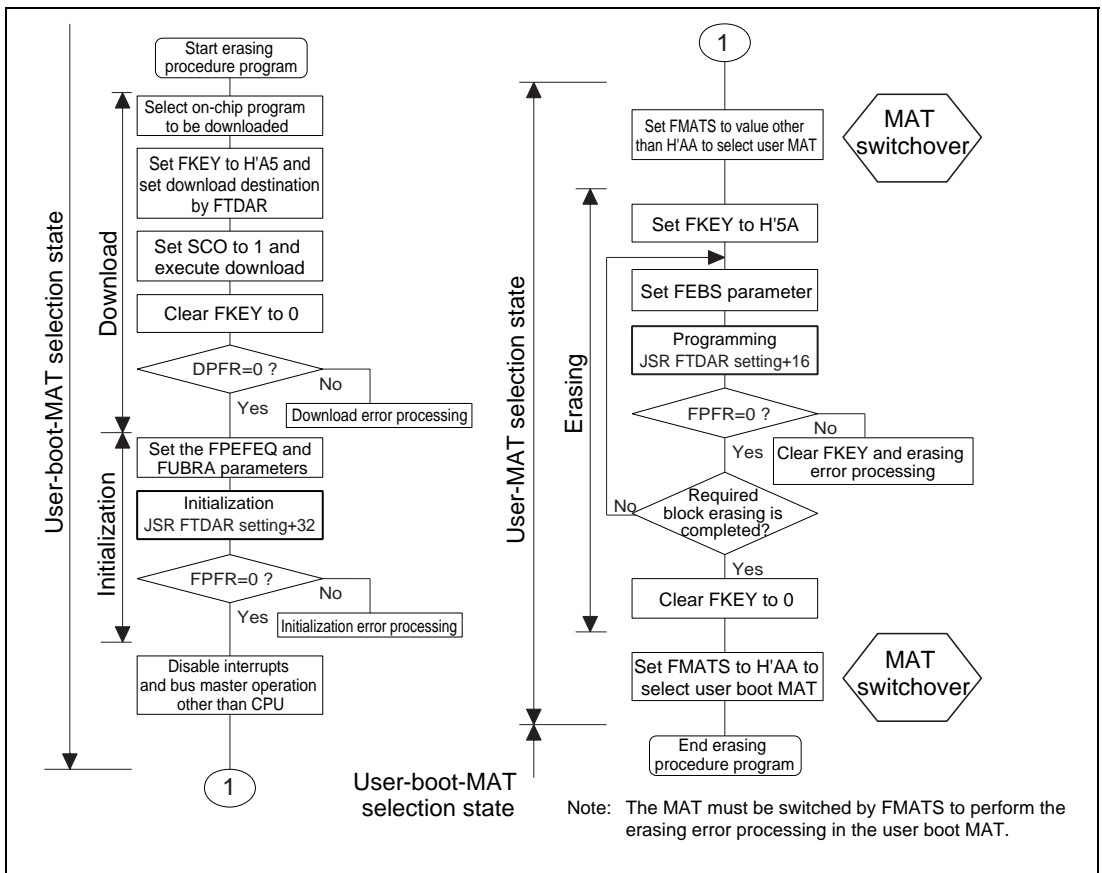 Start erasing
procedure program
Select on-chip program
to be downloaded
Set FKEY to H'A5 and
set download destination
by FTDAR
Set SCO to 1 and
execute download
Clear FKEY to 0
DPFR=0 ?
No
Yes
Download error processing
Set the FPEFEQ and
FUBRA parameters
Initialization
JSR FTDAR setting+32
FPFR=0 ?
No
Yes
Initialization error processing
Disable interrupts
and bus master operation
other than CPU
1
User-boot-MAT selection state
Download
Initialization
1
Set FMATS to value other
than H'AA to select user MAT
MAT
switchover
Set FKEY to H'5A
Set FEBS parameter
Programming
JSR FTDAR setting+16
FPFR=0 ?
No
Yes
Clear FKEY and erasing
error processing
Required
block erasing is
completed?
No
Yes
Clear FKEY to 0
Set FMATS to H'AA to
select user boot MAT
MAT
switchover
End erasing
procedure program
User-MAT selection state
Erasing
User-boot-MAT
selection state
Note: The MAT must be switched by FMATS to perform the
erasing error processing in the user boot MAT.